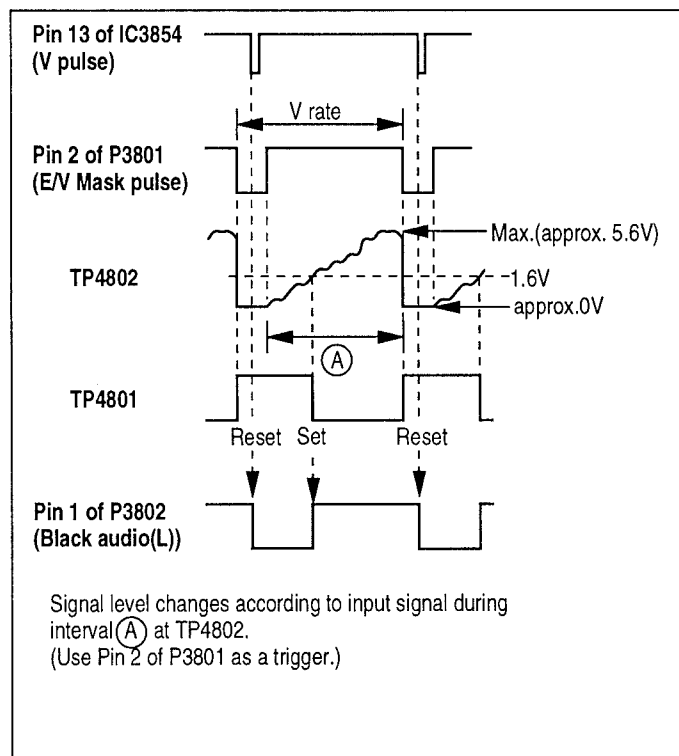 Pin 13 of IC3854
(V pulse)
V rate
Pin 2 of P3801
(E/V Mask pulse)
Max.(approx. 5.6V)
TP4802
1.6V
approx.0V
A
TP4801
Reset Set Reset
Pin 1 of P3802
(Black audio(L))
Signal level changes according to input signal during
interval A at TP4802.
(Use Pin 2 of P3801 as a trigger.)